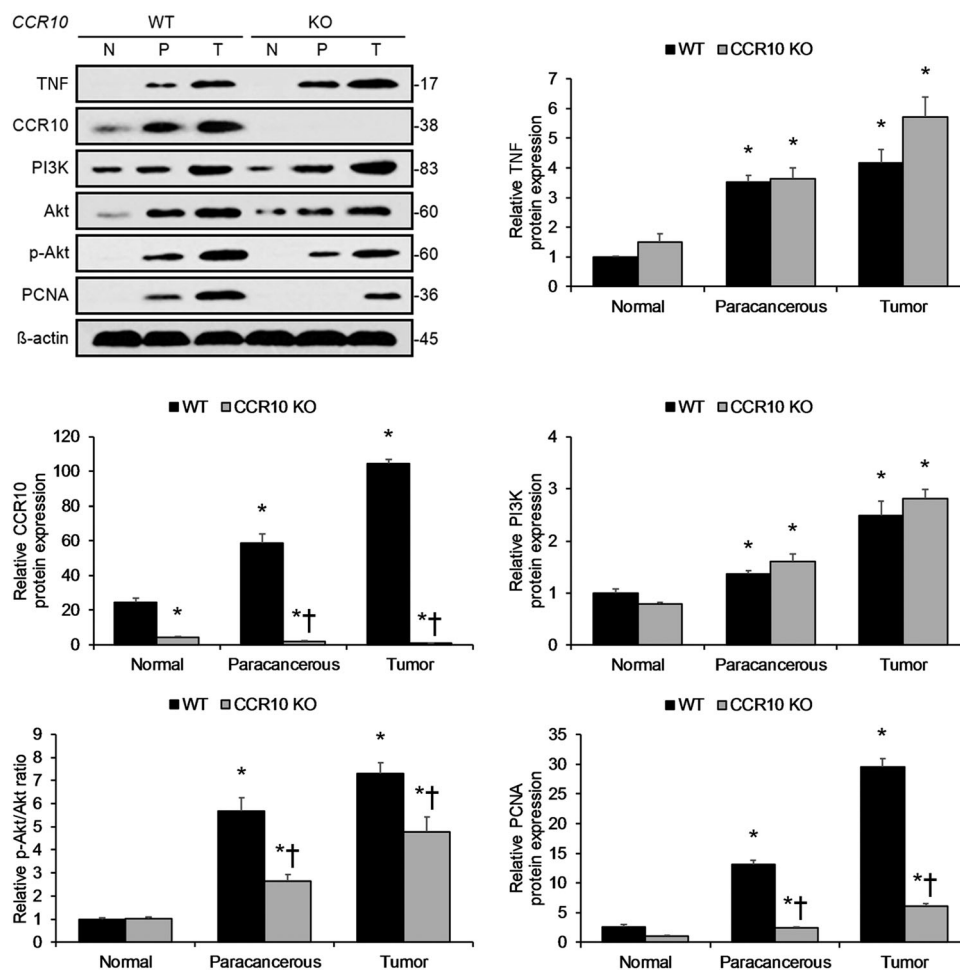 CCR10 WT KO
N P T N P T
TNF -17
CCR10 -38
PI3K -83
Akt -60
p-Akt -60
PCNA -36
ß-actin -45
WT CCR10 KO
Relative TNF
protein expression
7
6
5
4
3
2
1
0
* * * *
Normal Paracancerous Tumor
WT CCR10 KO
Relative CCR10
protein expression
120
100
80
60
40
20
0
* * *† * *†
Normal Paracancerous Tumor
WT CCR10 KO
Relative PI3K
protein expression
4
3
2
1
0
* * * *
Normal Paracancerous Tumor
WT CCR10 KO
Relative p-Akt/Akt ratio
9
8
7
6
5
4
3
2
1
0
* *† * *†
Normal Paracancerous Tumor
WT CCR10 KO
Relative PCNA
protein expression
35
30
25
20
15
10
5
0
* *† * *†
Normal Paracancerous Tumor